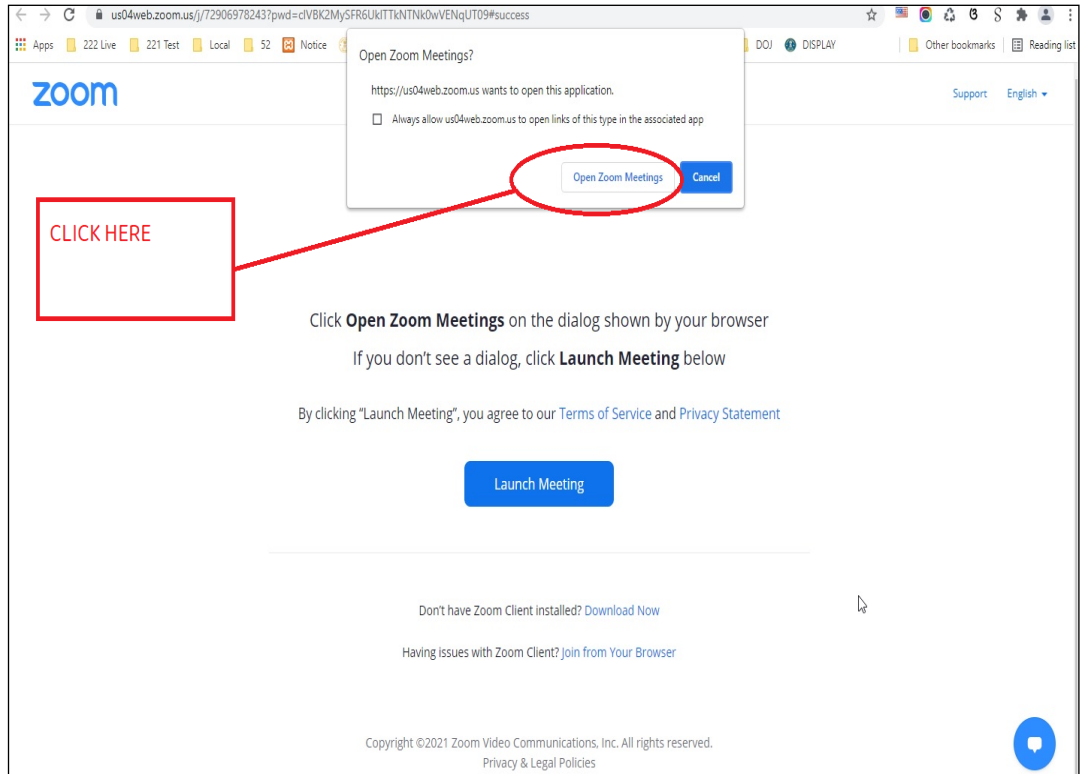 us04web.zoom.us/j/72906978243?pwd=clVBK2MySFR6UklTTkNTNk0wVENqUT09#success
Apps 222 Live 221 Test Local 52 Notice DOJ DISPLAY Other bookmarks Reading list
Open Zoom Meetings?
https://us04web.zoom.us wants to open this application.
Always allow us04web.zoom.us to open links of this type in the associated app
Open Zoom Meetings Cancel
zoom
Support English
CLICK HERE
Click Open Zoom Meetings on the dialog shown by your browser
If you don't see a dialog, click Launch Meeting below
By clicking "Launch Meeting", you agree to our Terms of Service and Privacy Statement
Launch Meeting
Don't have Zoom Client installed? Download Now
Having issues with Zoom Client? Join from Your Browser
Copyright ©2021 Zoom Video Communications, Inc. All rights reserved.
Privacy & Legal Policies